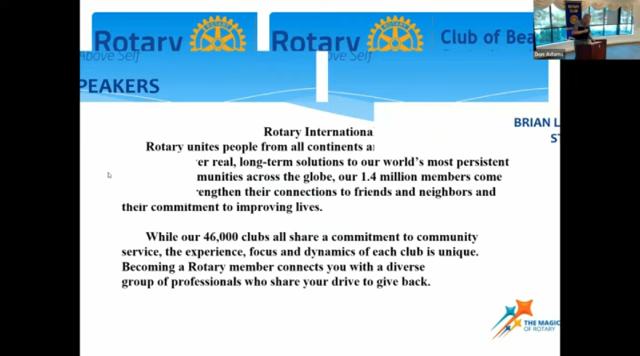 Rotary
Rotary
Club of Bea
Above Self
Above Self
PEAKERS
Don Adams
BRIAN L
ST
Rotary Internationa
Rotary unites people from all continents a
er real, long-term solutions to our world's most persistent
munities across the globe, our 1.4 million members come
rengthen their connections to friends and neighbors and
their commitment to improving lives.
While our 46,000 clubs all share a commitment to community
service, the experience, focus and dynamics of each club is unique.
Becoming a Rotary member connects you with a diverse
group of professionals who share your drive to give back.
THE MAGIC
OF ROTARY